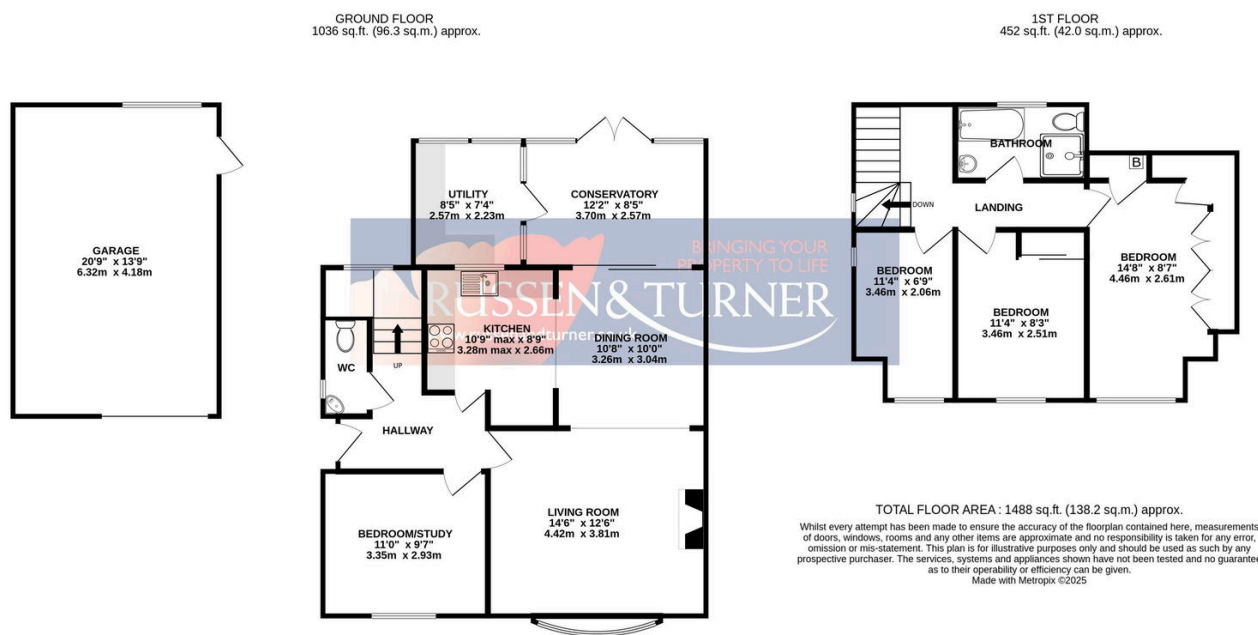 GROUND FLOOR
1036 sq.ft. (96.3 sq.m.) approx.
1ST FLOOR
452 sq.ft. (42.0 sq.m.) approx.
GARAGE
20'9" x 13'9"
6.32m x 4.18m
UTILITY
8'5" x 7'4"
2.57m x 2.23m
CONSERVATORY
12'2" x 8'5"
3.70m x 2.57m
BRINGING YOUR
PROPERTY TO LIFE
RUSSEN & TURNER
KITCHEN
10'9" max x 8'9"
3.28m max x 2.66m
DINING ROOM
10'8" x 10'0"
3.26m x 3.04m
WC
UP
HALLWAY
LIVING ROOM
14'6" x 12'6"
4.42m x 3.81m
BEDROOM/STUDY
11'0" x 9'7"
3.35m x 2.93m
BATHROOM
B
DOWN
LANDING
BEDROOM
11'4" x 6'9"
3.46m x 2.06m
BEDROOM
11'4" x 8'3"
3.46m x 2.51m
BEDROOM
14'8" x 8'7"
4.46m x 2.61m
TOTAL FLOOR AREA : 1488 sq.ft. (138.2 sq.m.) approx.
Whilst every attempt has been made to ensure the accuracy of the floorplan contained here, measurements
of doors, windows, rooms and any other items are approximate and no responsibility is taken for any error,
omission or mis-statement. This plan is for illustrative purposes only and should be used as such by any
prospective purchaser. The services, systems and appliances shown have not been tested and no guarantee
as to their operability or efficiency can be given.
Made with Metropix ©2025